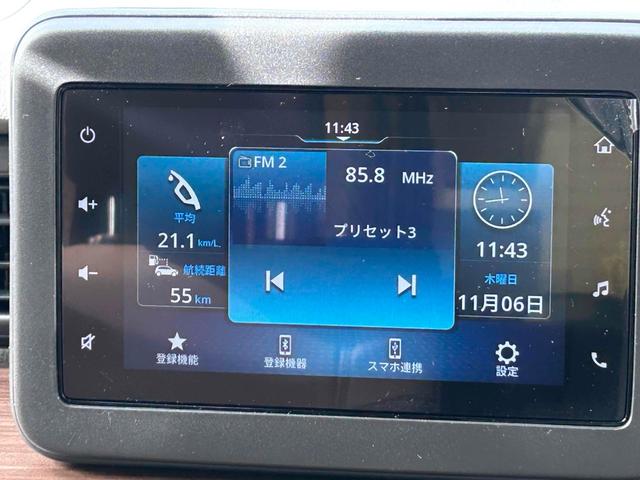 11:43
FM 2
85.8 MHz
プリセット3
平均
21.1 km/L
航続距離
55 km
11:43
木曜日
11月06日
登録機能
登録機器
スマホ連携
設定